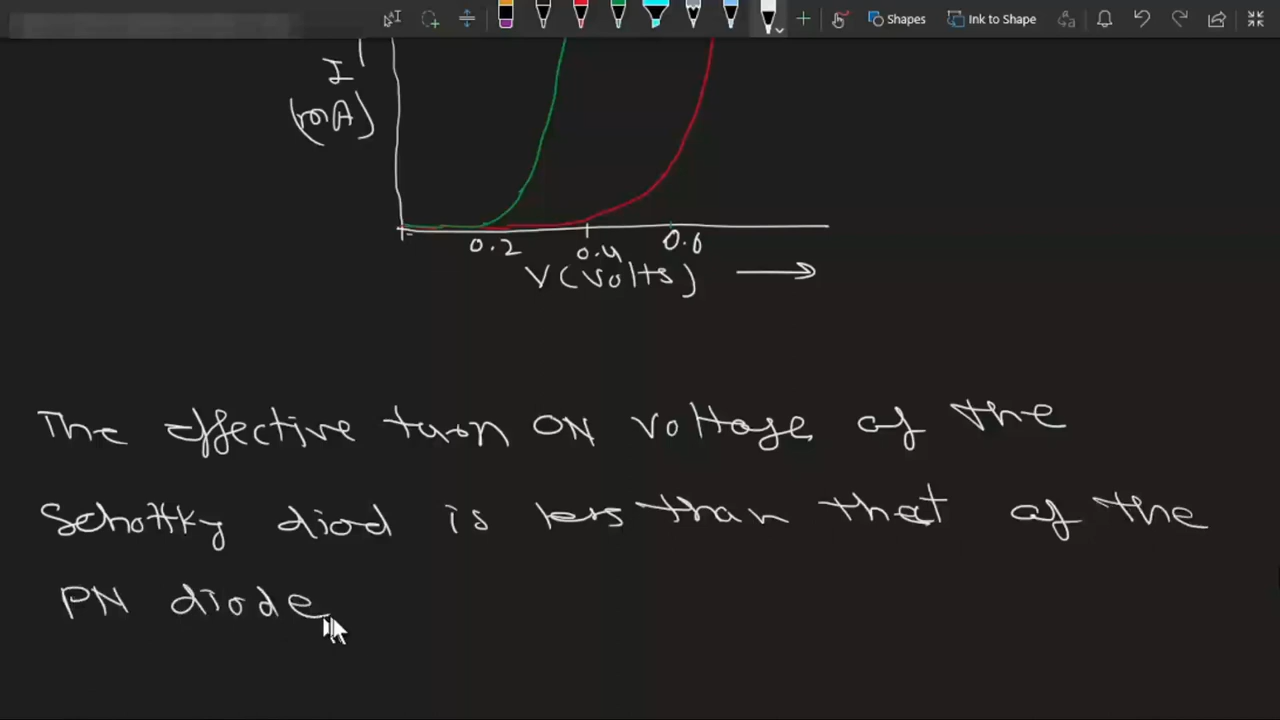 Shapes Ink to Shape
I
(mA)
0.2 0.4 0.6
V (Volts)
The effective turn ON Voltage of the
Schottky diod is less than that of the
PN diode